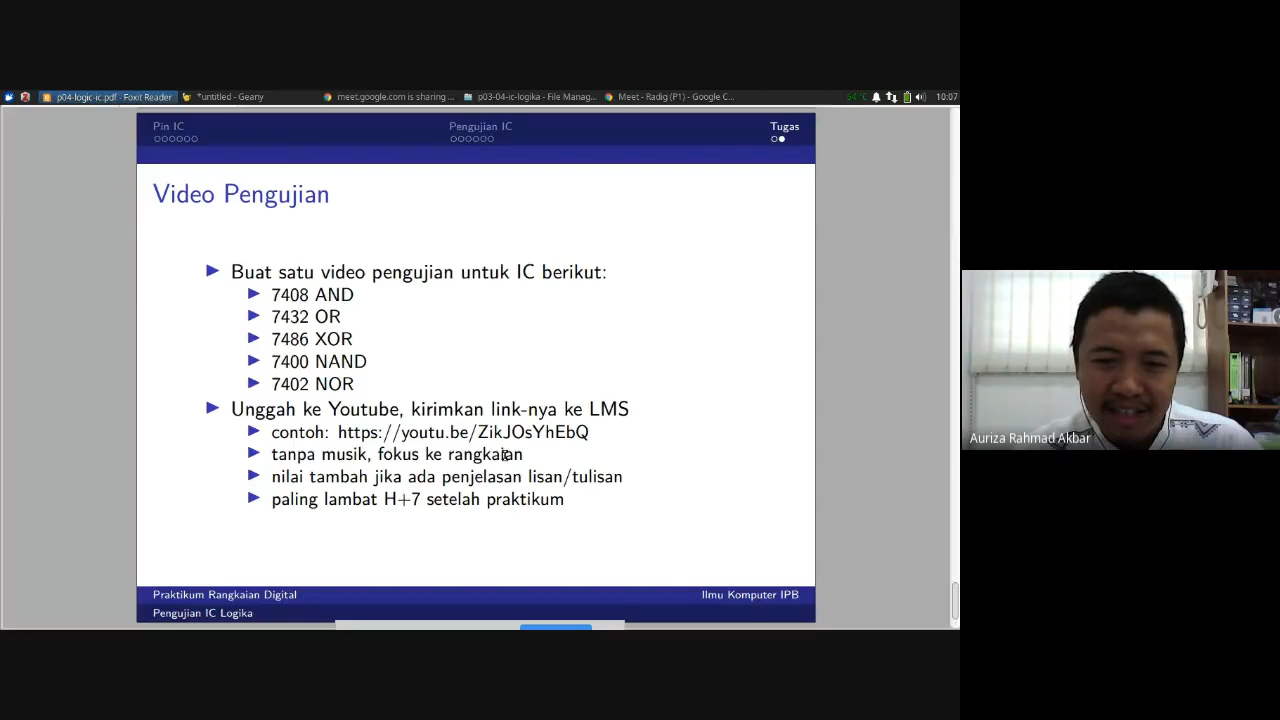 p04-logic-ic.pdf - Foxit Reader
*untitled - Geany
meet.google.com is sharing ...
p03-04-ic-logika - File Manag...
Meet - Radig (P1) - Google C...
64 °C
10:07
Pin IC
Pengujian IC
Tugas
Video Pengujian
Buat satu video pengujian untuk IC berikut:
7408 AND
7432 OR
7486 XOR
7400 NAND
7402 NOR
Unggah ke Youtube, kirimkan link-nya ke LMS
contoh: https://youtu.be/ZikJOsYhEbQ
tanpa musik, fokus ke rangkaian
nilai tambah jika ada penjelasan lisan/tulisan
paling lambat H+7 setelah praktikum
Praktikum Rangkaian Digital
Ilmu Komputer IPB
Pengujian IC Logika
Auriza Rahmad Akbar